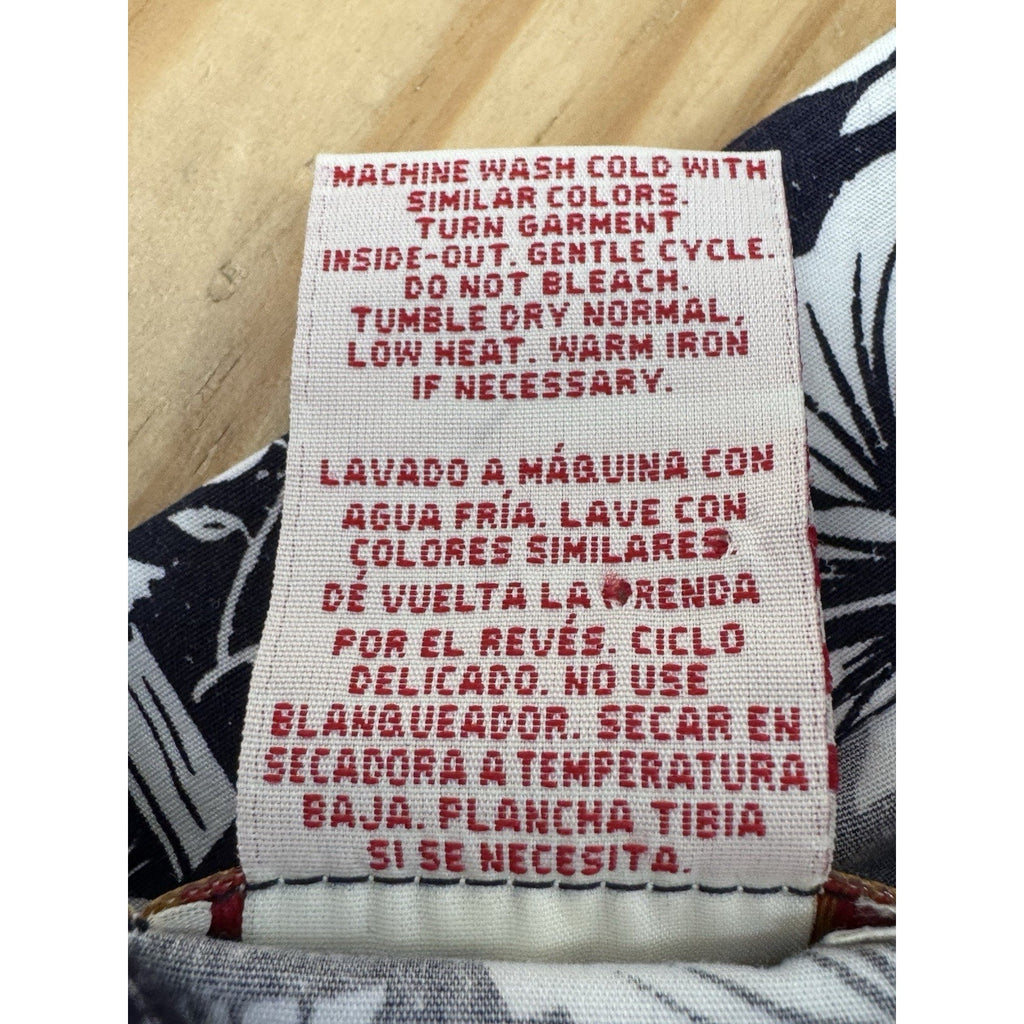 MACHINE WASH COLD WITH
SIMILAR COLORS.
TURN GARMENT
INSIDE-OUT. GENTLE CYCLE.
DO NOT BLEACH.
TUMBLE DRY NORMAL,
LOW HEAT. WARM IRON
IF NECESSARY.
LAVADO A MÁQUINA CON
AGUA FRÍA. LAVE CON
COLORES SIMILARES.
DÉ VUELTA LA PRENDA
POR EL REVÉS. CICLO
DELICADO. NO USE
BLANQUEADOR. SECAR EN
SECADORA A TEMPERATURA
BAJA. PLANCHA TIBIA
SI SE NECESITA.